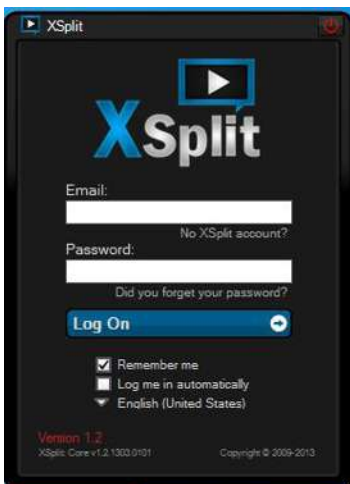 XSplit
XSplit
Email:
No XSplit account?
Password:
Did you forget your password?
Log On
Remember me
Log me in automatically
English (United States)
Version 1.2
XSplit Core v1.2.1303.0101 Copyright © 2009-2013